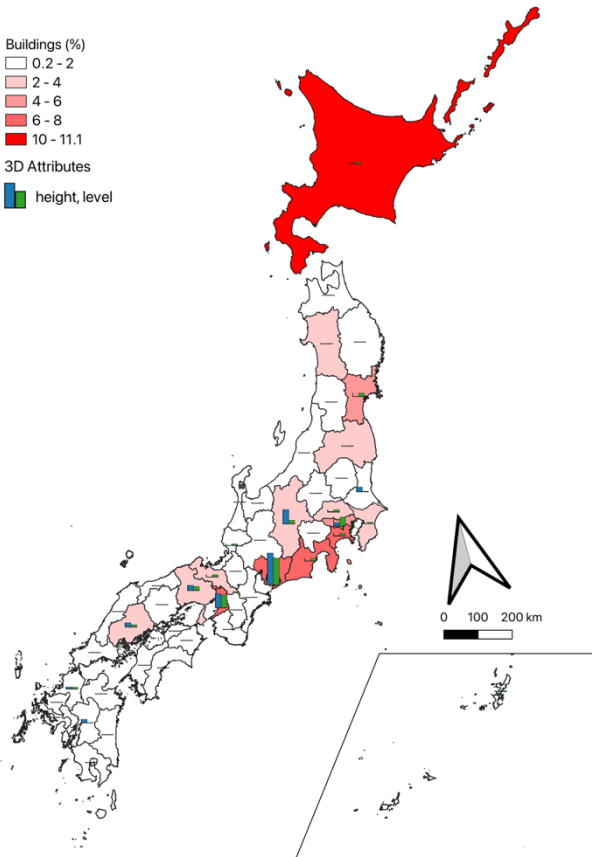 Buildings (%)
0.2 - 2
2 - 4
4 - 6
6 - 8
10 - 11.1
3D Attributes
height, level
0 100 200 km